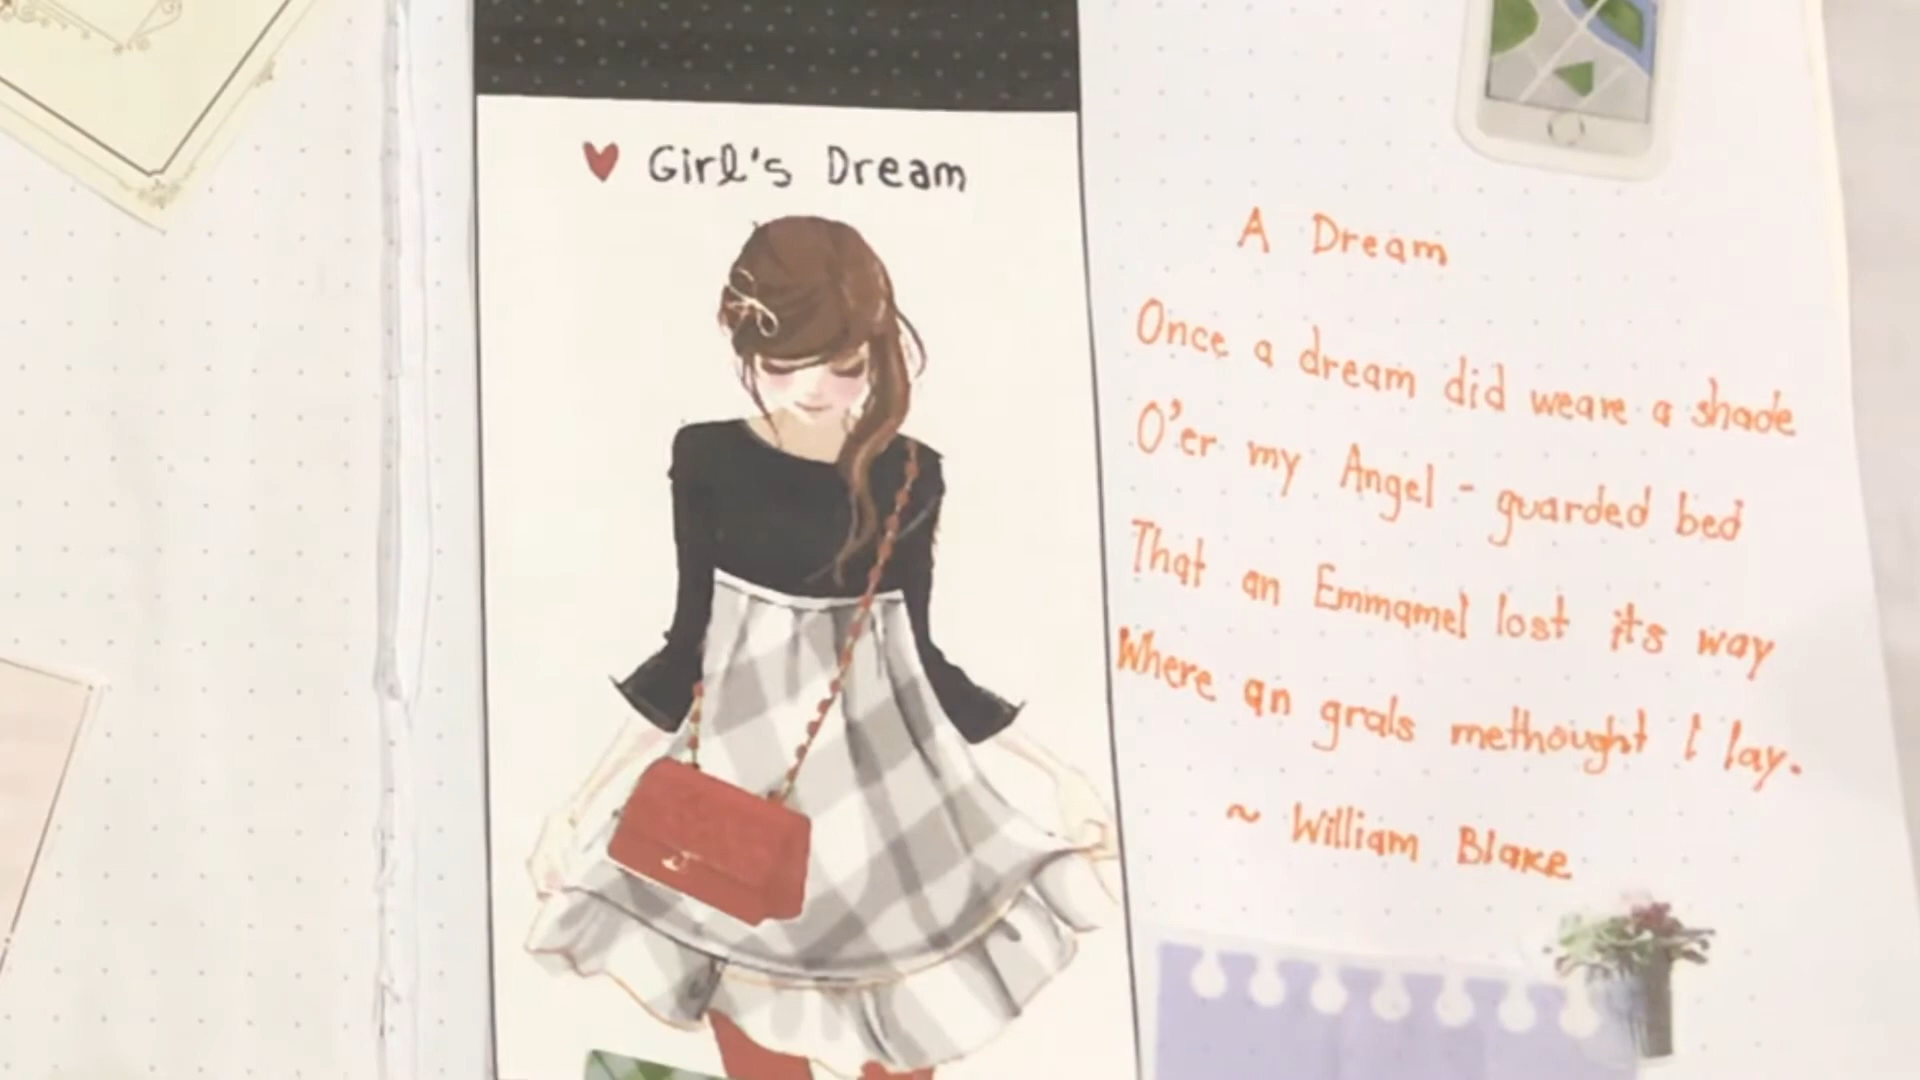 Girl's Dream
A Dream
Once a dream did weave a shade
O'er my Angel - guarded bed
That an Emmamel lost its way
Where an grals methought I lay.
~ William Blake